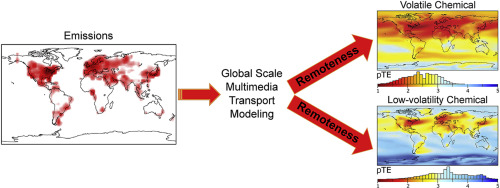 Emissions
Global Scale
Multimedia
Transport
Modeling
Remoteness
Remoteness
Volatile Chemical
pTE
1 2 3 4 5
Low-volatility Chemical
pTE
1 2 3 4 5